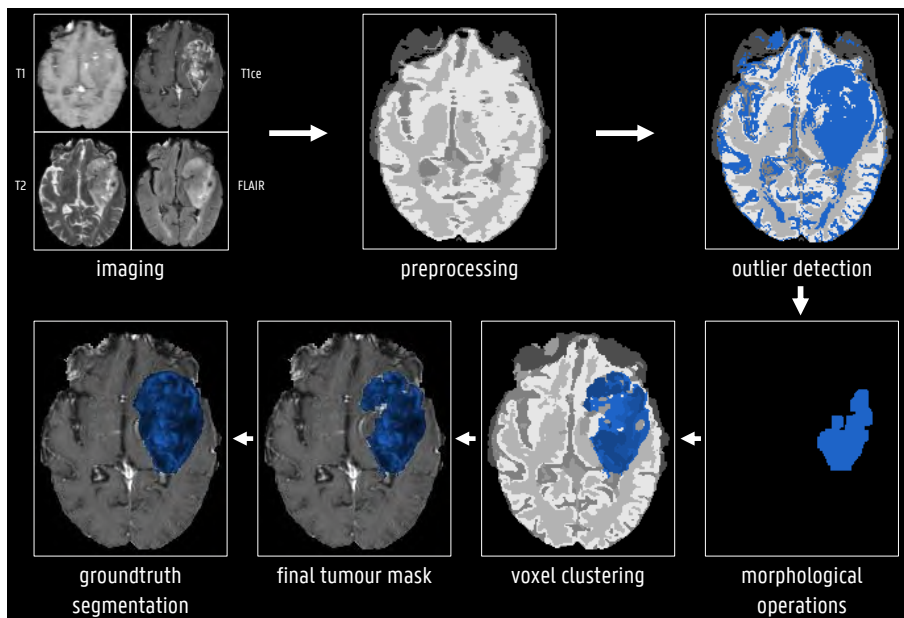 T1
T1ce
T2
FLAIR
imaging
preprocessing
outlier detection
groundtruth
segmentation
final tumour mask
voxel clustering
morphological
operations